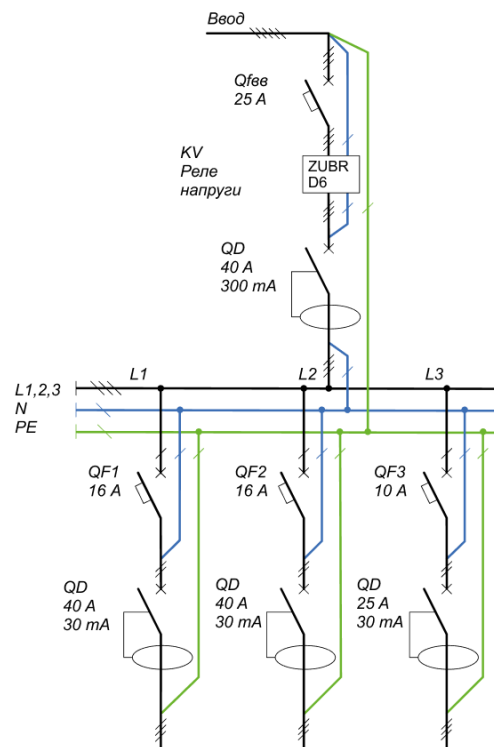 Ввод
Qfвв
25 A
KV
Реле
напруги
ZUBR
D6
QD
40 A
300 mA
L1
L2
L3
L1,2,3
N
PE
QF1
16 A
QF2
16 A
QF3
10 A
QD
40 A
30 mA
QD
40 A
30 mA
QD
25 A
30 mA